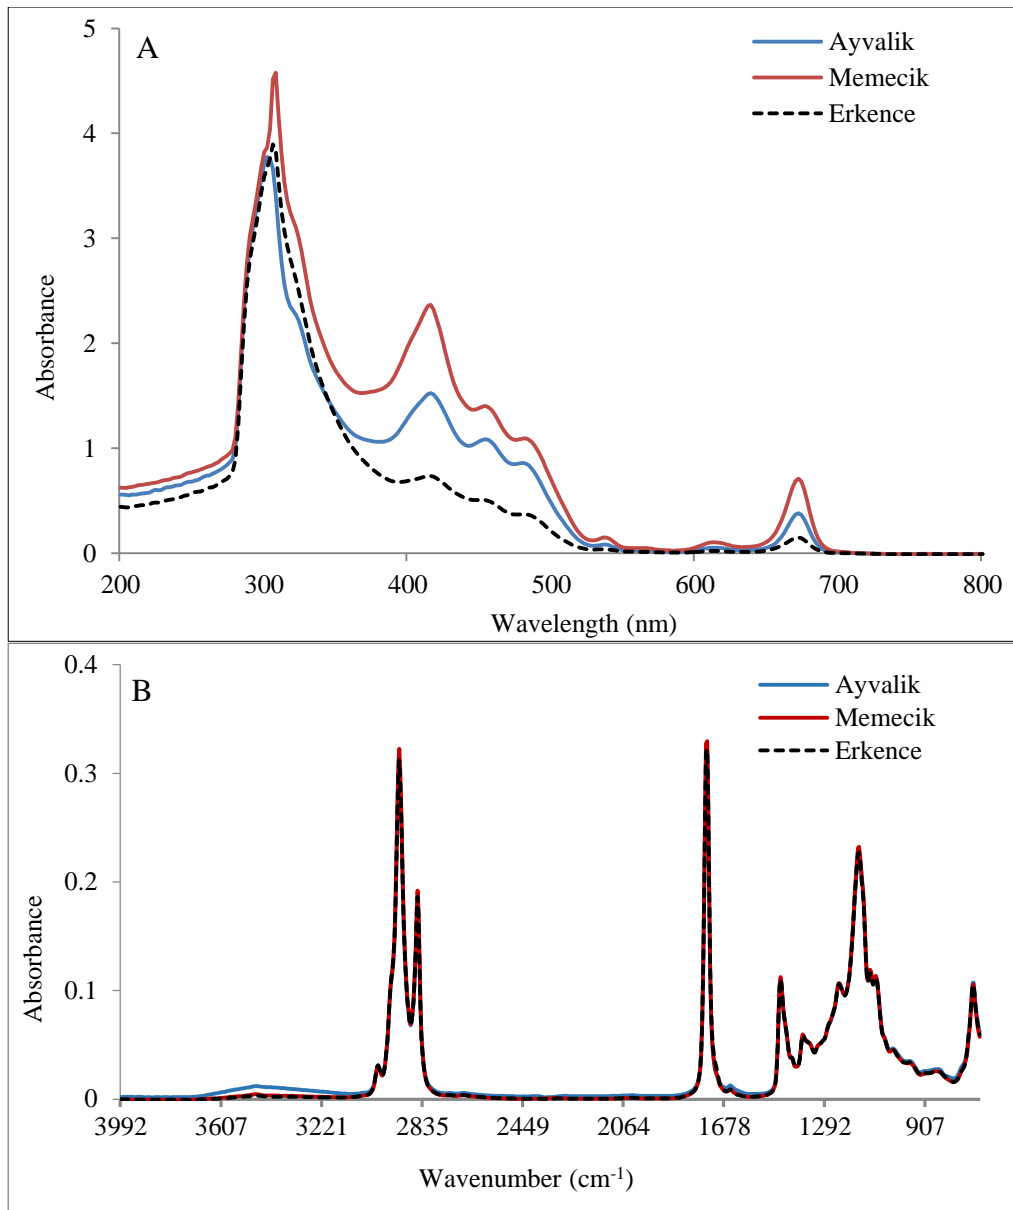 A
Ayvalik
Memecik
Erkence
5
4
3
2
1
0
Absorbance
200 300 400 500 600 700 800
Wavelength (nm)
B
Ayvalik
Memecik
Erkence
0.4
0.3
0.2
0.1
0
Absorbance
3992 3607 3221 2835 2449 2064 1678 1292 907
Wavenumber (cm-1)